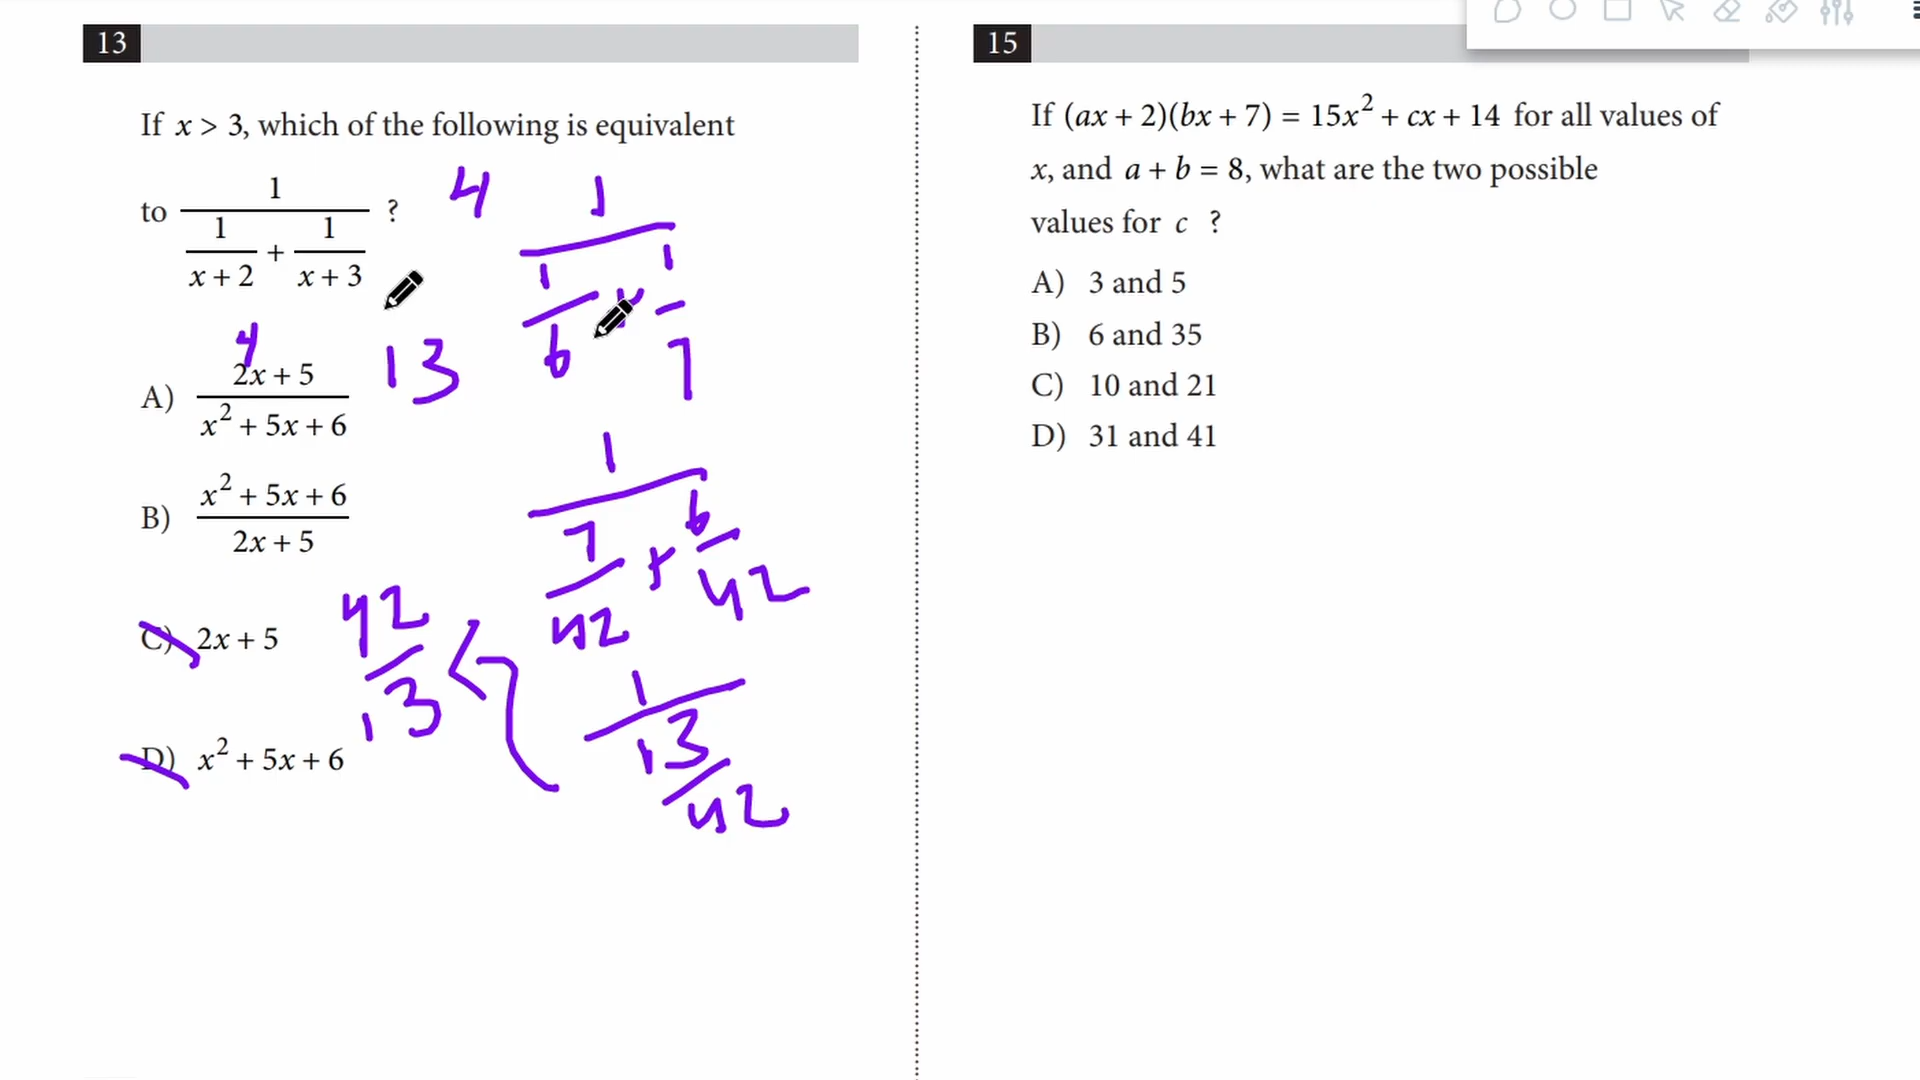 13
If x > 3, which of the following is equivalent
to 1 / (1/(x + 2) + 1/(x + 3)) ?
4
1
1 1
6 + 7
4
A) (2x + 5)/(x² + 5x + 6)
13
B) (x² + 5x + 6)/(2x + 5)
1
7/42 + 6/42
C) 2x + 5
42/13
1
13/42
D) x² + 5x + 6
15
If (ax + 2)(bx + 7) = 15x² + cx + 14 for all values of
x, and a + b = 8, what are the two possible
values for c ?
A) 3 and 5
B) 6 and 35
C) 10 and 21
D) 31 and 41